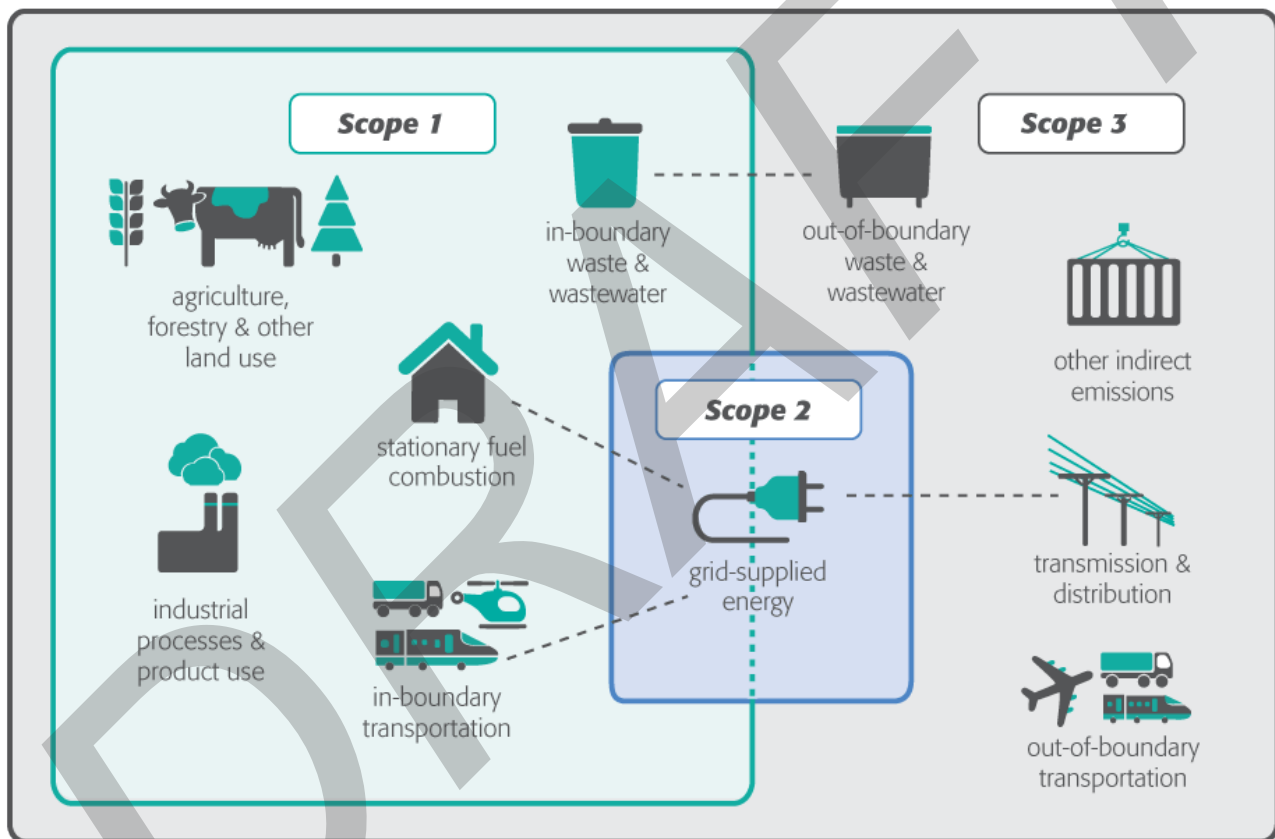 Scope 1
Scope 3
in-boundary
waste &
wastewater
out-of-boundary
waste &
wastewater
agriculture,
forestry & other
land use
other indirect
emissions
Scope 2
stationary fuel
combustion
grid-supplied
energy
transmission &
distribution
industrial
processes &
product use
in-boundary
transportation
out-of-boundary
transportation
DRAFT